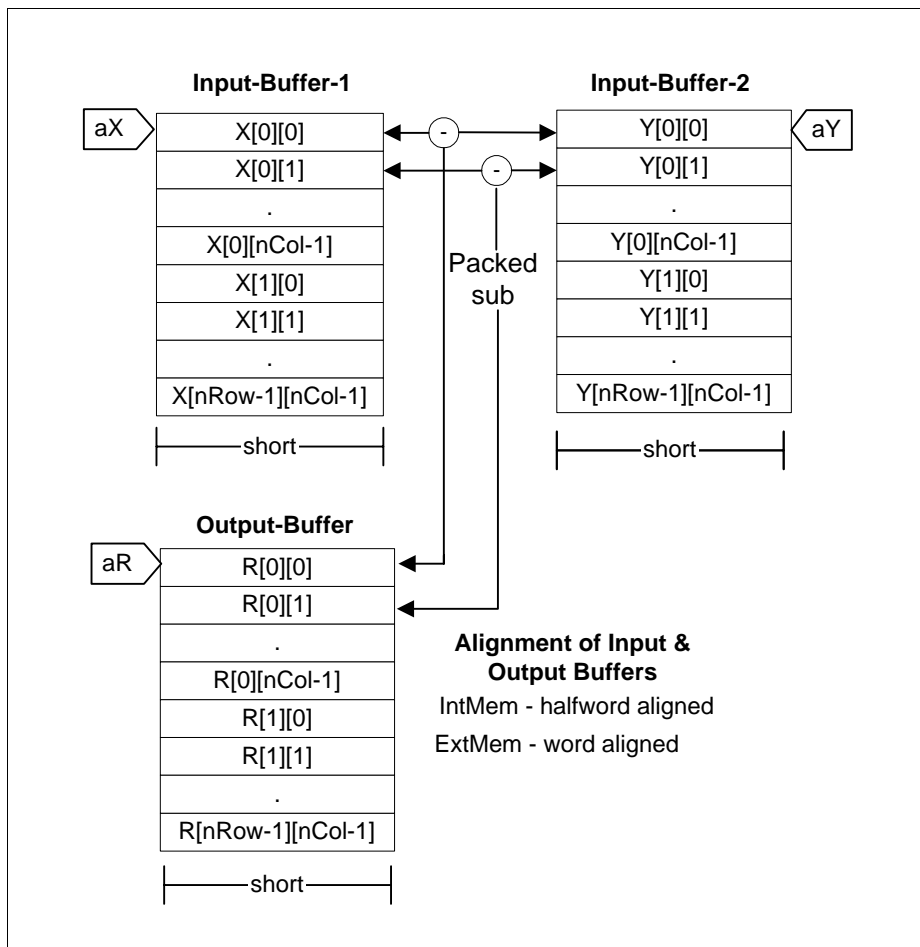 Input-Buffer-1
Input-Buffer-2
aX
X[0][0]
-
Y[0][0]
aY
X[0][1]
-
Y[0][1]
.
.
X[0][nCol-1]
Y[0][nCol-1]
Packed
sub
X[1][0]
Y[1][0]
X[1][1]
Y[1][1]
.
.
X[nRow-1][nCol-1]
Y[nRow-1][nCol-1]
short
short
Output-Buffer
aR
R[0][0]
R[0][1]
.
R[0][nCol-1]
R[1][0]
R[1][1]
.
R[nRow-1][nCol-1]
short
Alignment of Input &
Output Buffers
IntMem - halfword aligned
ExtMem - word aligned